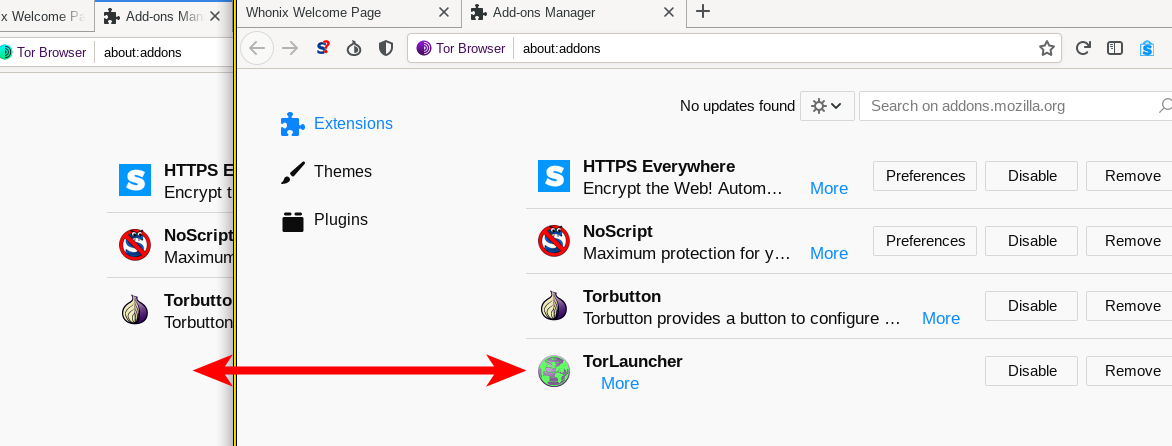 x Welcome Pa
Add-ons Man
Tor Browser
about:addons
HTTPS E
Encrypt t
NoScript
Maximum
Torbutto
Torbutton
Whonix Welcome Page
Add-ons Manager
Tor Browser
about:addons
No updates found
Search on addons.mozilla.org
Extensions
Themes
Plugins
HTTPS Everywhere
Encrypt the Web! Autom… More
Preferences Disable Remove
NoScript
Maximum protection for y… More
Preferences Disable Remove
Torbutton
Torbutton provides a button to configure … More
Disable Remove
TorLauncher
More
Disable Remove